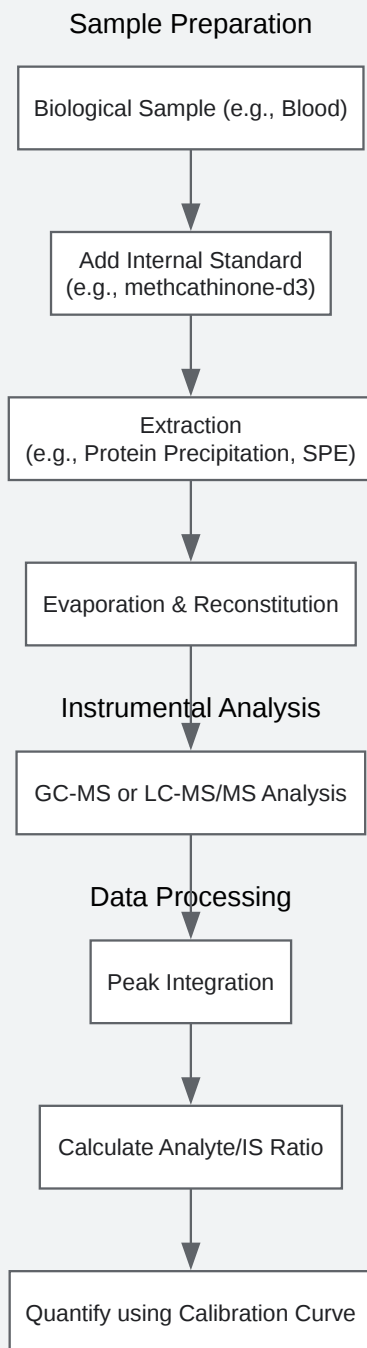 Sample Preparation
Biological Sample (e.g., Blood)
Add Internal Standard
(e.g., methcathinone-d3)
Extraction
(e.g., Protein Precipitation, SPE)
Evaporation & Reconstitution
Instrumental Analysis
GC-MS or LC-MS/MS Analysis
Data Processing
Peak Integration
Calculate Analyte/IS Ratio
Quantify using Calibration Curve